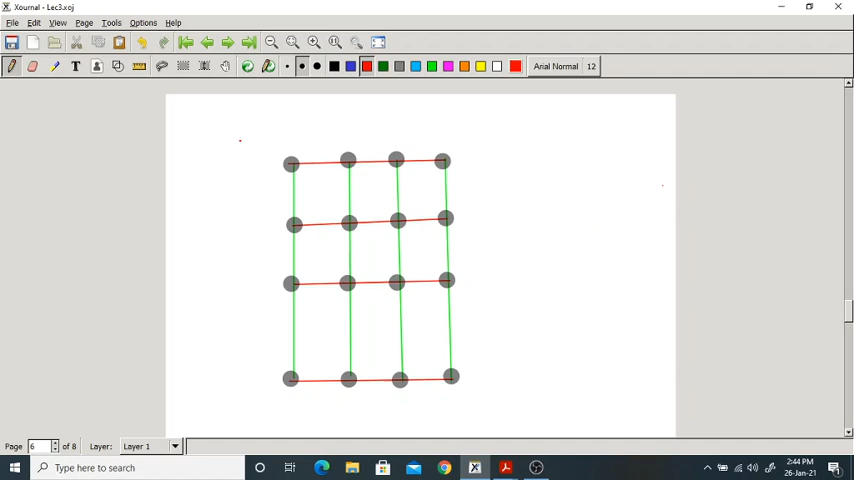 Xournal - Lec3.xoj
File Edit View Page Tools Options Help
Arial Normal 12
Page 6 of 8 Layer: Layer 1
Type here to search
2:44 PM
26-Jan-21